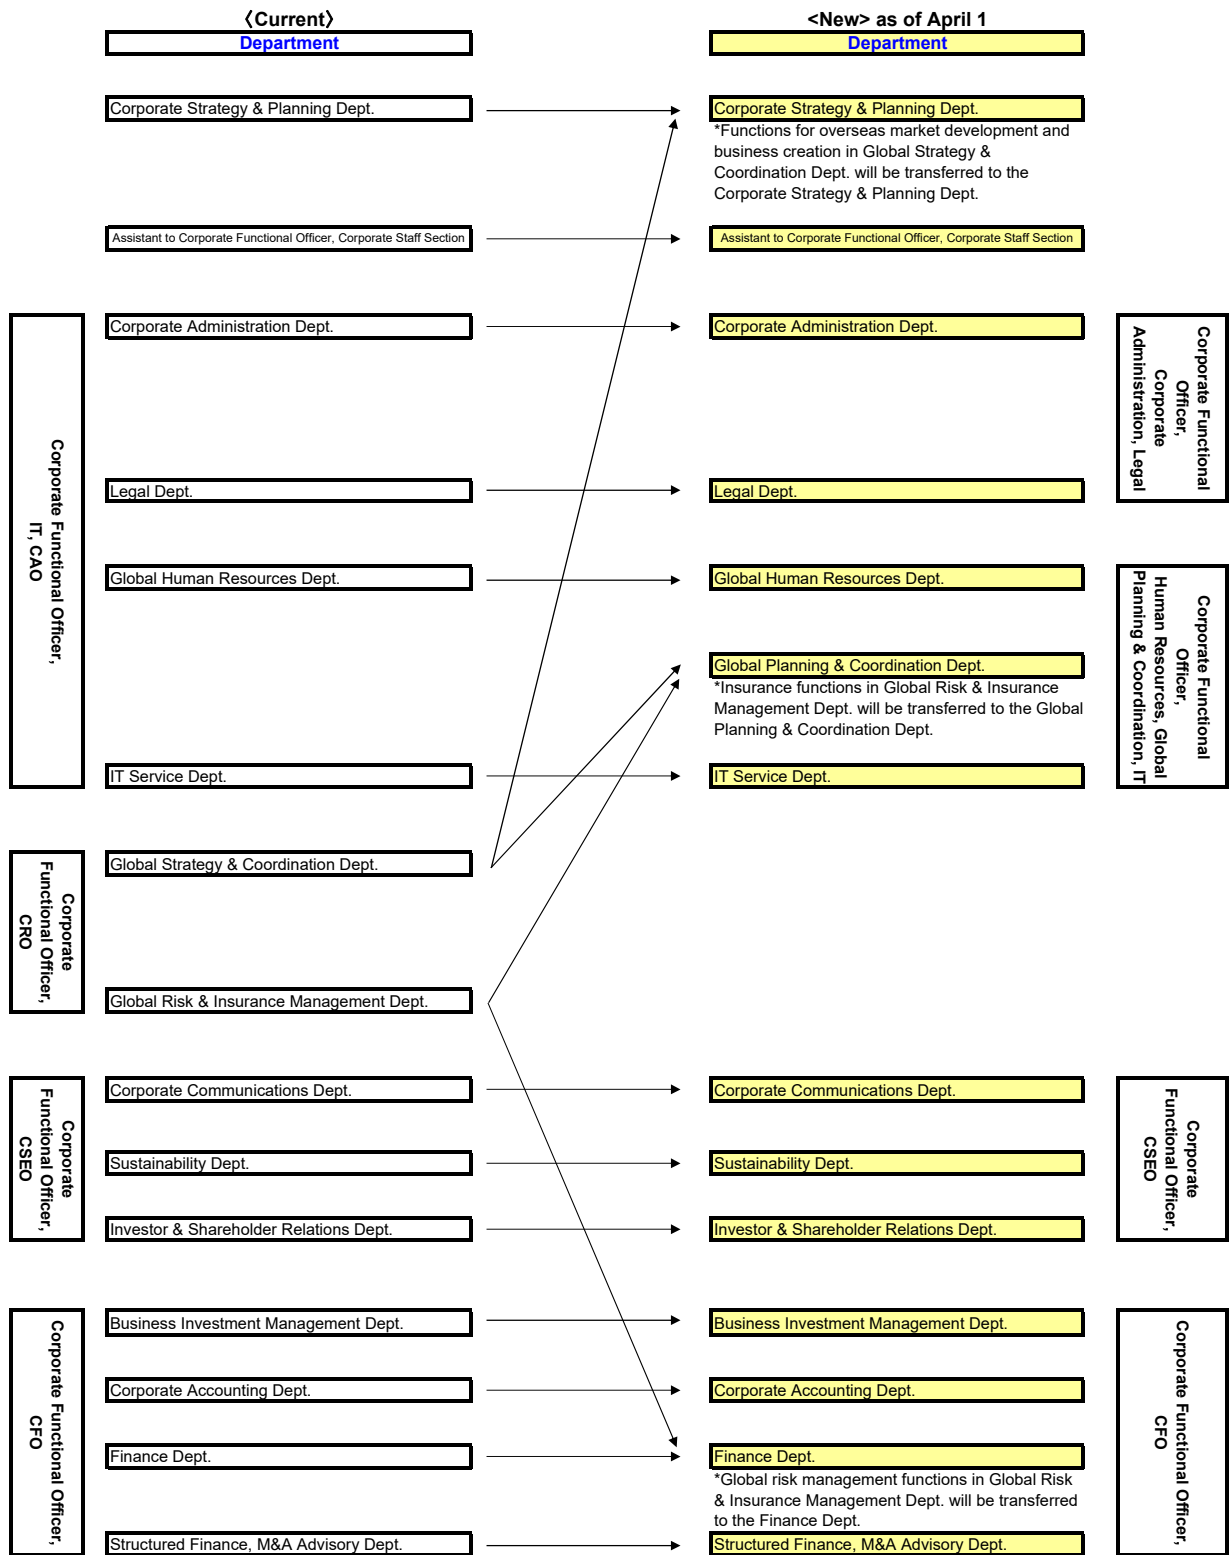 〈Current〉
<New> as of April 1
Department
Department
Corporate Strategy & Planning Dept.
Corporate Strategy & Planning Dept.
*Functions for overseas market development and
business creation in Global Strategy &
Coordination Dept. will be transferred to the
Corporate Strategy & Planning Dept.
Assistant to Corporate Functional Officer, Corporate Staff Section
Assistant to Corporate Functional Officer, Corporate Staff Section
Corporate Functional Officer,
IT, CAO
Corporate Administration Dept.
Corporate Administration Dept.
Corporate Functional
Officer,
Corporate
Administration, Legal
Legal Dept.
Legal Dept.
Global Human Resources Dept.
Global Human Resources Dept.
Corporate Functional
Officer,
Human Resources, Global
Planning & Coordination, IT
Global Planning & Coordination Dept.
*Insurance functions in Global Risk & Insurance
Management Dept. will be transferred to the Global
Planning & Coordination Dept.
IT Service Dept.
IT Service Dept.
Corporate
Functional Officer,
CRO
Global Strategy & Coordination Dept.
Global Risk & Insurance Management Dept.
Corporate
Functional Officer,
CSEO
Corporate Communications Dept.
Corporate Communications Dept.
Corporate
Functional Officer,
CSEO
Sustainability Dept.
Sustainability Dept.
Investor & Shareholder Relations Dept.
Investor & Shareholder Relations Dept.
Corporate Functional Officer,
CFO
Business Investment Management Dept.
Business Investment Management Dept.
Corporate Functional Officer,
CFO
Corporate Accounting Dept.
Corporate Accounting Dept.
Finance Dept.
Finance Dept.
*Global risk management functions in Global Risk
& Insurance Management Dept. will be transferred
to the Finance Dept.
Structured Finance, M&A Advisory Dept.
Structured Finance, M&A Advisory Dept.